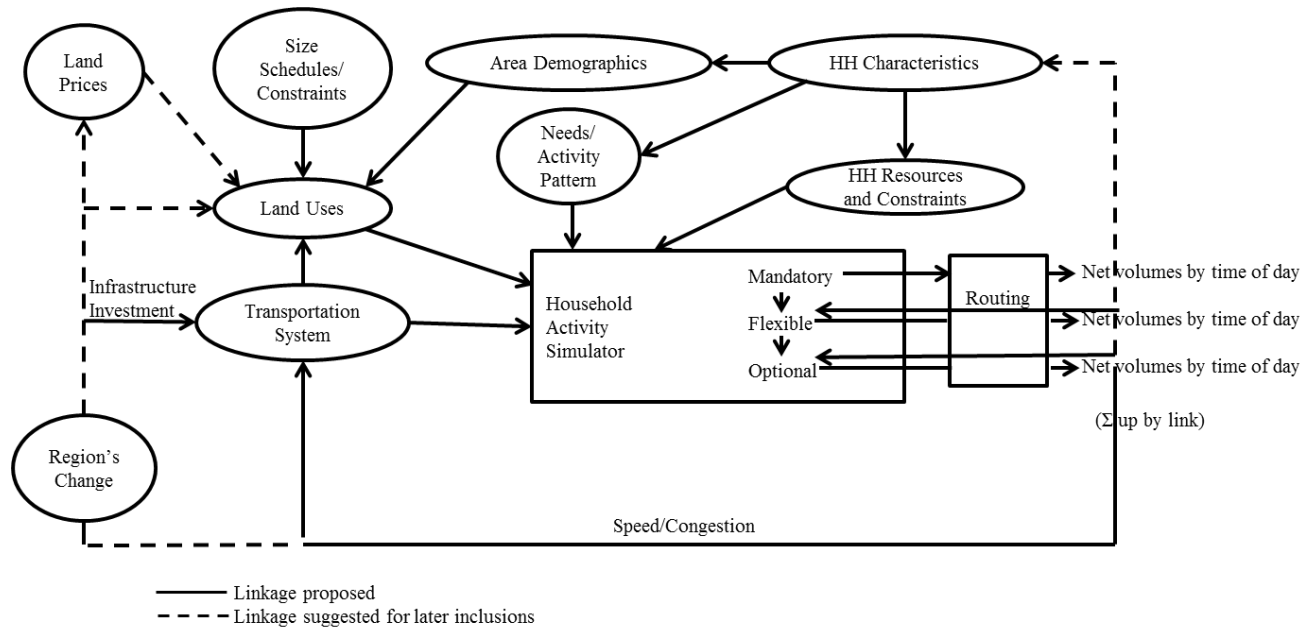 Land
Prices
Size
Schedules/
Constraints
Area Demographics
HH Characteristics
Needs/
Activity
Pattern
HH Resources
and Constraints
Land Uses
Infrastructure
Investment
Transportation
System
Household
Activity
Simulator
Mandatory
Flexible
Optional
Routing
Net volumes by time of day
Net volumes by time of day
Net volumes by time of day
(Σ up by link)
Region's
Change
Speed/Congestion
Linkage proposed
Linkage suggested for later inclusions